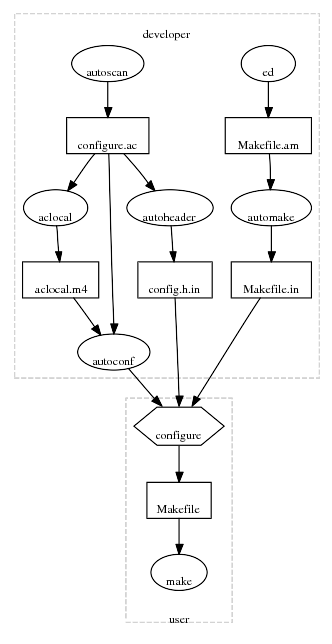 developer
autoscan
ed
configure.ac
Makefile.am
aclocal
autoheader
automake
aclocal.m4
config.h.in
Makefile.in
autoconf
configure
Makefile
make
user